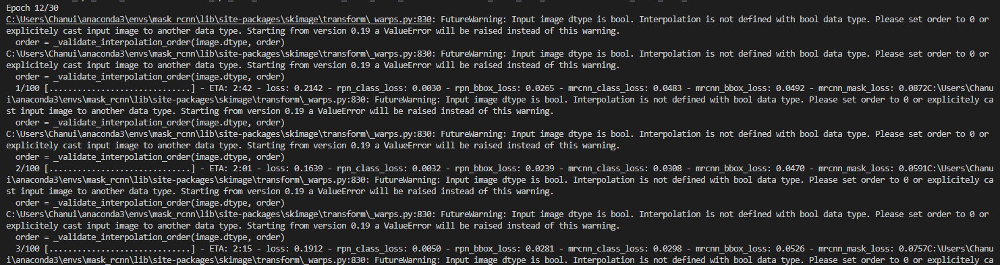 Epoch 12/30
C:\Users\Chanui\anaconda3\envs\mask_rcnn\lib\site-packages\skimage\transform\_warps.py:830: FutureWarning: Input image dtype is bool. Interpolation is not defined with bool data type. Please set order to 0 or
explicitely cast input image to another data type. Starting from version 0.19 a ValueError will be raised instead of this warning.
  order = _validate_interpolation_order(image.dtype, order)
C:\Users\Chanui\anaconda3\envs\mask_rcnn\lib\site-packages\skimage\transform\_warps.py:830: FutureWarning: Input image dtype is bool. Interpolation is not defined with bool data type. Please set order to 0 or
explicitely cast input image to another data type. Starting from version 0.19 a ValueError will be raised instead of this warning.
  order = _validate_interpolation_order(image.dtype, order)
  1/100 [..............................] - ETA: 2:42 - loss: 0.2142 - rpn_class_loss: 0.0030 - rpn_bbox_loss: 0.0265 - mrcnn_class_loss: 0.0483 - mrcnn_bbox_loss: 0.0492 - mrcnn_mask_loss: 0.0872C:\Users\Chanu
i\anaconda3\envs\mask_rcnn\lib\site-packages\skimage\transform\_warps.py:830: FutureWarning: Input image dtype is bool. Interpolation is not defined with bool data type. Please set order to 0 or explicitely ca
st input image to another data type. Starting from version 0.19 a ValueError will be raised instead of this warning.
  order = _validate_interpolation_order(image.dtype, order)
C:\Users\Chanui\anaconda3\envs\mask_rcnn\lib\site-packages\skimage\transform\_warps.py:830: FutureWarning: Input image dtype is bool. Interpolation is not defined with bool data type. Please set order to 0 or
explicitely cast input image to another data type. Starting from version 0.19 a ValueError will be raised instead of this warning.
  order = _validate_interpolation_order(image.dtype, order)
  2/100 [..............................] - ETA: 2:01 - loss: 0.1639 - rpn_class_loss: 0.0032 - rpn_bbox_loss: 0.0239 - mrcnn_class_loss: 0.0308 - mrcnn_bbox_loss: 0.0470 - mrcnn_mask_loss: 0.0591C:\Users\Chanu
i\anaconda3\envs\mask_rcnn\lib\site-packages\skimage\transform\_warps.py:830: FutureWarning: Input image dtype is bool. Interpolation is not defined with bool data type. Please set order to 0 or explicitely ca
st input image to another data type. Starting from version 0.19 a ValueError will be raised instead of this warning.
  order = _validate_interpolation_order(image.dtype, order)
C:\Users\Chanui\anaconda3\envs\mask_rcnn\lib\site-packages\skimage\transform\_warps.py:830: FutureWarning: Input image dtype is bool. Interpolation is not defined with bool data type. Please set order to 0 or
explicitely cast input image to another data type. Starting from version 0.19 a ValueError will be raised instead of this warning.
  order = _validate_interpolation_order(image.dtype, order)
  3/100 [..............................] - ETA: 2:15 - loss: 0.1912 - rpn_class_loss: 0.0050 - rpn_bbox_loss: 0.0281 - mrcnn_class_loss: 0.0298 - mrcnn_bbox_loss: 0.0526 - mrcnn_mask_loss: 0.0757C:\Users\Chanu
i\anaconda3\envs\mask_rcnn\lib\site-packages\skimage\transform\_warps.py:830: FutureWarning: Input image dtype is bool. Interpolation is not defined with bool data type. Please set order to 0 or explicitely ca